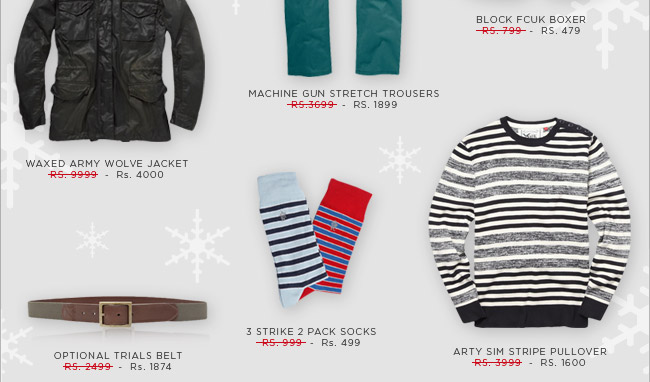 BLOCK FCUK BOXER
RS. 799 - RS. 479
MACHINE GUN STRETCH TROUSERS
RS.3699 - RS. 1899
WAXED ARMY WOLVE JACKET
RS. 9999 - Rs. 4000
3 STRIKE 2 PACK SOCKS
RS. 999 - Rs. 499
ARTY SIM STRIPE PULLOVER
RS. 3999 - RS. 1600
OPTIONAL TRIALS BELT
RS. 2499 - Rs. 1874